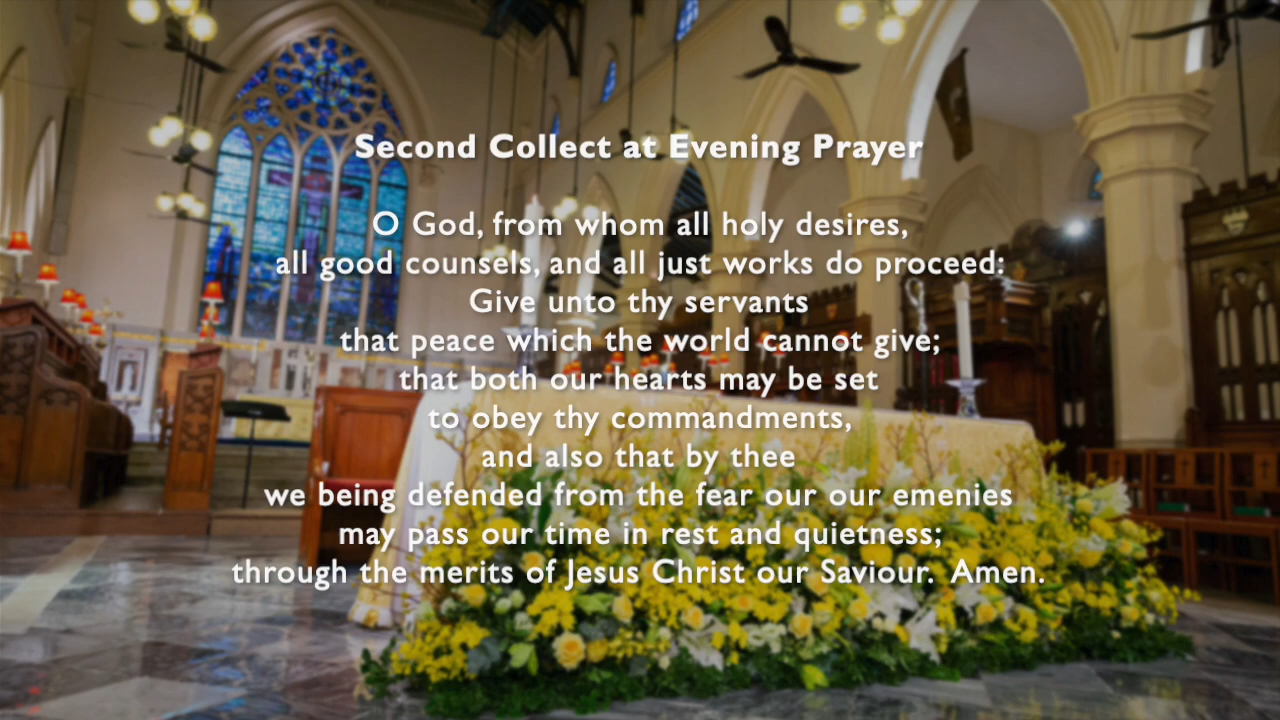 Second Collect at Evening Prayer
O God, from whom all holy desires,
all good counsels, and all just works do proceed:
Give unto thy servants
that peace which the world cannot give;
that both our hearts may be set
to obey thy commandments,
and also that by thee
we being defended from the fear our our emenies
may pass our time in rest and quietness;
through the merits of Jesus Christ our Saviour.  Amen.